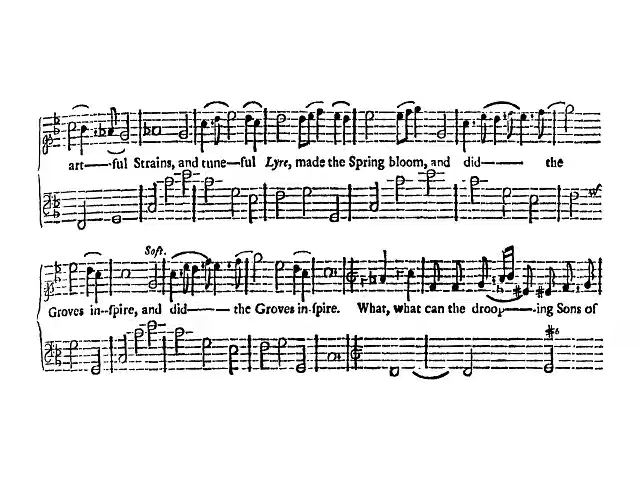 art——ful Strains, and tune—ful Lyre, made the Spring bloom, and did—— the
Soft.
Groves in--spire, and did—— the Groves in-spire. What, what can the droop——ing Sons of